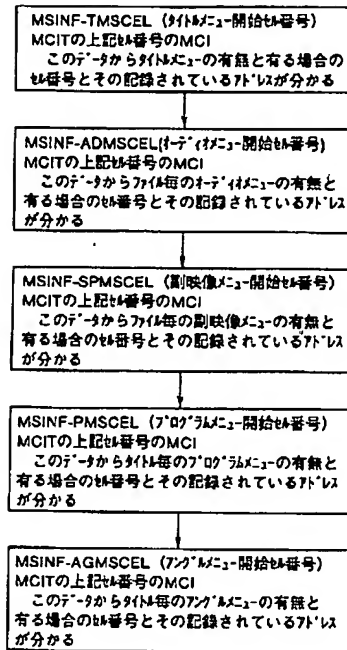 MSINF-TMSCEL (ﾀｲﾄﾙﾒﾆｭｰ開始ｾﾙ番号)
MCITの上記ｾﾙ番号のMCI
このﾃﾞｰﾀからﾀｲﾄﾙﾒﾆｭｰの有無と有る場合の
ｾﾙ番号とその記録されているｱﾄﾞﾚｽが分かる
MSINF-ADMSCEL(ｵｰﾃﾞｨｵﾒﾆｭｰ開始ｾﾙ番号)
MCITの上記ｾﾙ番号のMCI
このﾃﾞｰﾀからﾌｧｲﾙ毎のｵｰﾃﾞｨｵﾒﾆｭｰの有無と
有る場合のｾﾙ番号とその記録されているｱﾄﾞﾚｽ
が分かる
MSINF-SPMSCEL (副映像ﾒﾆｭｰ開始ｾﾙ番号)
MCITの上記ｾﾙ番号のMCI
このﾃﾞｰﾀからﾌｧｲﾙ毎の副映像ﾒﾆｭｰの有無と
有る場合のｾﾙ番号とその記録されているｱﾄﾞﾚｽ
が分かる
MSINF-PMSCEL (ﾌﾟﾛｸﾞﾗﾑﾒﾆｭｰ開始ｾﾙ番号)
MCITの上記ｾﾙ番号のMCI
このﾃﾞｰﾀからﾀｲﾄﾙ毎のﾌﾟﾛｸﾞﾗﾑﾒﾆｭｰの有無と
有る場合のｾﾙ番号とその記録されているｱﾄﾞﾚｽ
が分かる
MSINF-AGMSCEL (ｱﾝｸﾞﾙﾒﾆｭｰ開始ｾﾙ番号)
MCITの上記ｾﾙ番号のMCI
このﾃﾞｰﾀからﾀｲﾄﾙ毎のｱﾝｸﾞﾙﾒﾆｭｰの有無と
有る場合のｾﾙ番号とその記録されているｱﾄﾞﾚｽ
が分かる